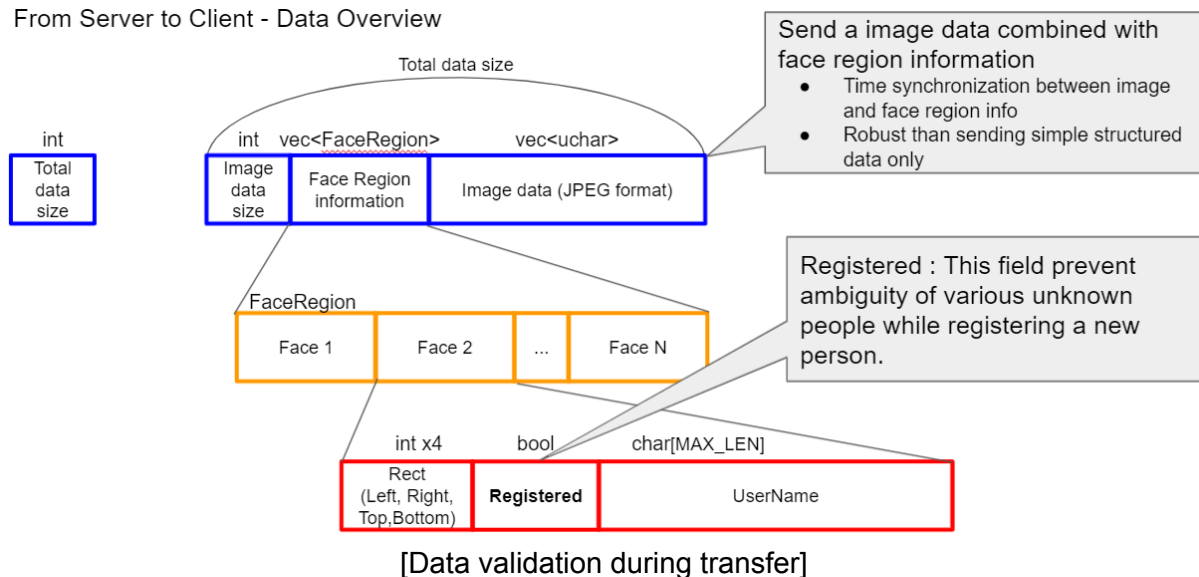 From Server to Client - Data Overview
Send a image data combined with
face region information
● Time synchronization between image
and face region info
● Robust than sending simple structured
data only
Total data size
int
int
vec<FaceRegion>
vec<uchar>
Total
data
size
Image
data
size
Face Region
information
Image data (JPEG format)
Registered : This field prevent
ambiguity of various unknown
people while registering a new
person.
FaceRegion
Face 1
Face 2
...
Face N
int x4
bool
char[MAX_LEN]
Rect
(Left, Right,
Top,Bottom)
Registered
UserName
[Data validation during transfer]